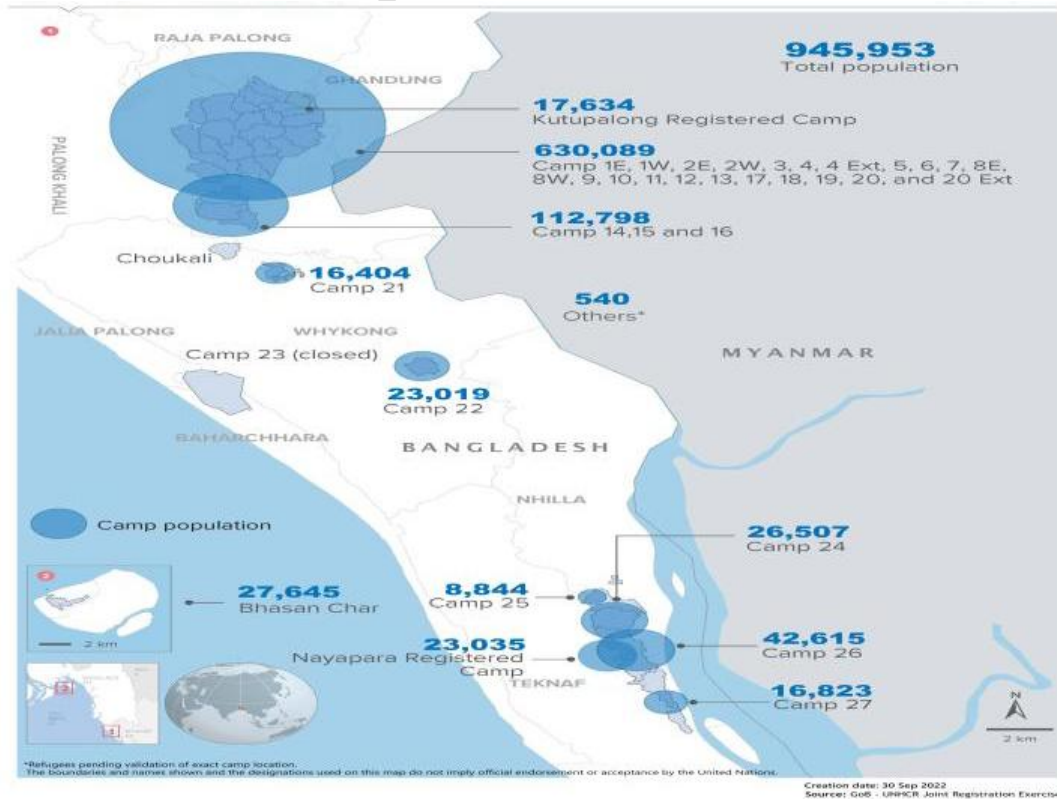 1
RAJA PALONG
945,953
Total population
GHANDUNG
17,634
Kutupalong Registered Camp
PALONG KHALI
630,089
Camp 1E, 1W, 2E, 2W, 3, 4, 4 Ext, 5, 6, 7, 8E,
8W, 9, 10, 11, 12, 13, 17, 18, 19, 20, and 20 Ext
112,798
Camp 14,15 and 16
Choukali
16,404
Camp 21
540
Others*
JALIA PALONG
WHYKONG
MYANMAR
Camp 23 (closed)
23,019
Camp 22
BAHARCHHARA
BANGLADESH
NHILLA
Camp population
26,507
Camp 24
2
27,645
Bhasan Char
8,844
Camp 25
2 km
23,035
Nayapara Registered
Camp
42,615
Camp 26
TEKNAF
16,823
Camp 27
2
1
N
2 km
*Refugees pending validation of exact camp location.
The boundaries and names shown and the designations used on this map do not imply official endorsement or acceptance by the United Nations.
Creation date: 30 Sep 2022
Source: GoB - UNHCR Joint Registration Exercise